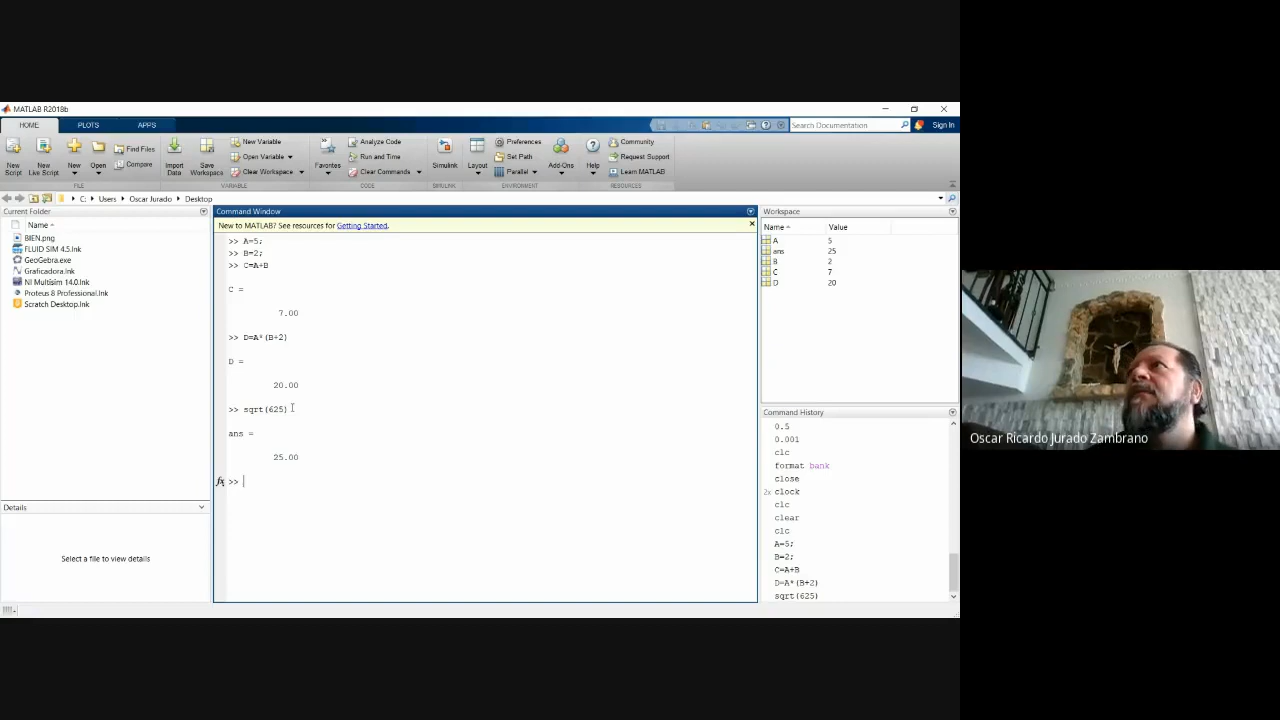 MATLAB R2018b
HOME
PLOTS
APPS
Search Documentation
Sign In
New Script
New Live Script
New
Open
Find Files
Compare
Import Data
Save Workspace
New Variable
Open Variable
Clear Workspace
Favorites
Analyze Code
Run and Time
Clear Commands
Simulink
Layout
Preferences
Set Path
Parallel
Add-Ons
Help
Community
Request Support
Learn MATLAB
FILE
VARIABLE
CODE
SIMULINK
ENVIRONMENT
RESOURCES
C: Users Oscar Jurado Desktop
Current Folder
Name
BIEN.png
FLUID SIM 4.5.lnk
GeoGebra.exe
Graficadora.lnk
NI Multisim 14.0.lnk
Proteus 8 Professional.lnk
Scratch Desktop.lnk
Details
Select a file to view details
Command Window
New to MATLAB? See resources for Getting Started.
>> A=5;
>> B=2;
>> C=A+B
C =
7.00
>> D=A*(B+2)
D =
20.00
>> sqrt(625)
ans =
25.00
fx >>
Workspace
Name Value
A 5
ans 25
B 2
C 7
D 20
Command History
0.5
0.001
clc
format bank
close
2x clock
clc
clear
clc
A=5;
B=2;
C=A+B
D=A*(B+2)
sqrt(625)
Oscar Ricardo Jurado Zambrano